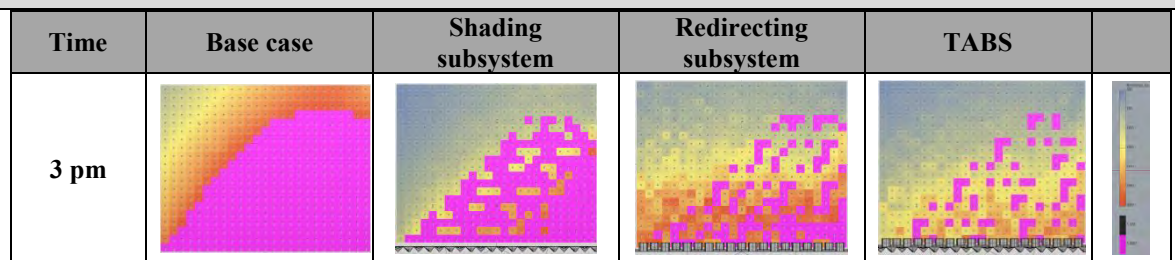 Time
Base case
Shading
subsystem
Redirecting
subsystem
TABS
3 pm